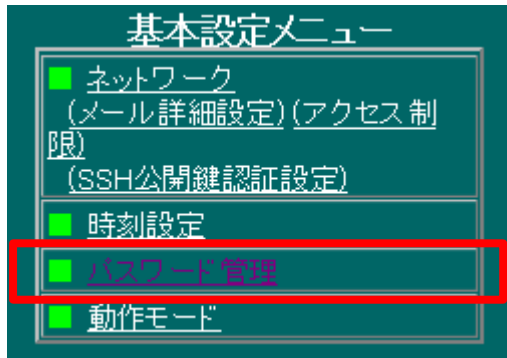 基本設定メニュー
ネットワーク
(メール詳細設定) (アクセス制
限)
(SSH公開鍵認証設定)
時刻設定
パスワード管理
動作モード